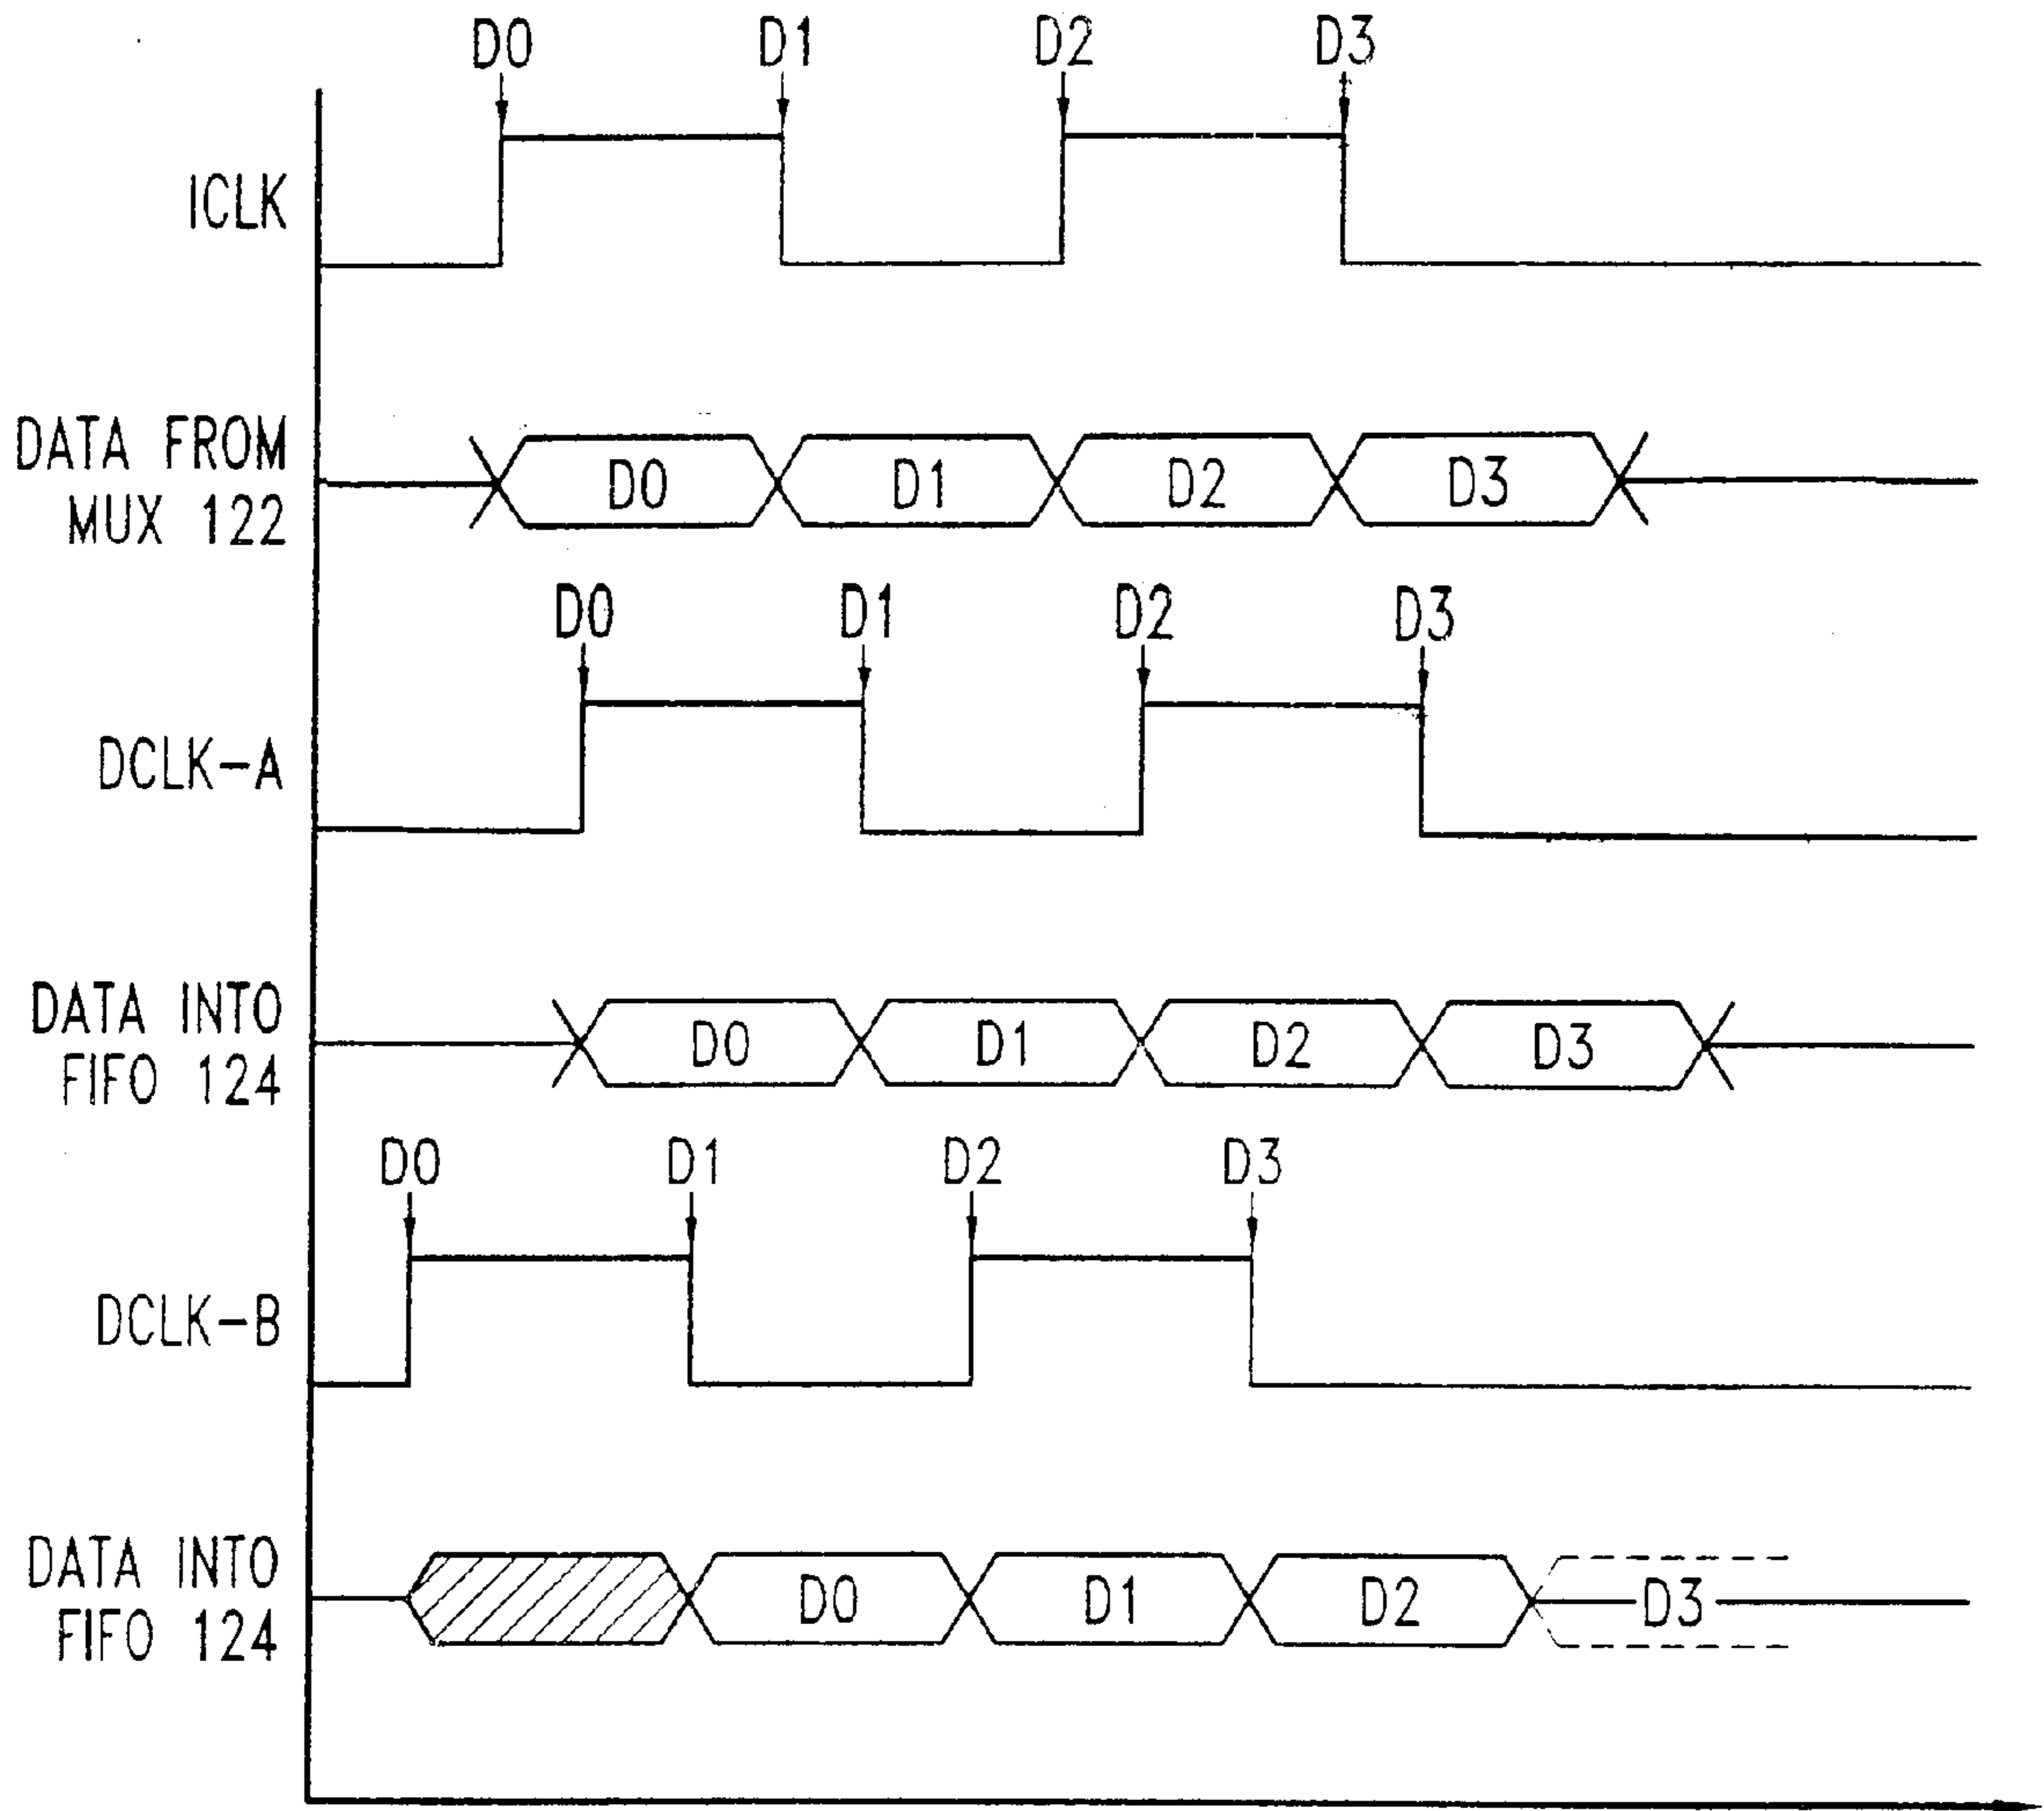 D0 D1 D2 D3
ICLK
DATA FROM
MUX 122
D0 D1 D2 D3
D0 D1 D2 D3
DCLK-A
DATA INTO
FIFO 124
D0 D1 D2 D3
D0 D1 D2 D3
DCLK-B
DATA INTO
FIFO 124
D0 D1 D2 D3